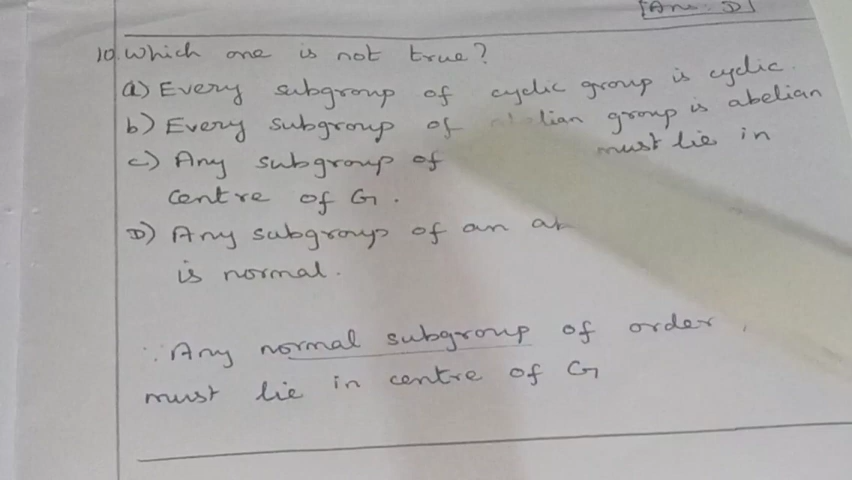 [Ans: D]
10. Which one is not true?
a) Every subgroup of cyclic group is cyclic.
b) Every subgroup of group is abelian
c) Any subgroup of must lie in
centre of G.
D) Any subgroup of an
is normal.
∴ Any normal subgroup of order
must lie in centre of G